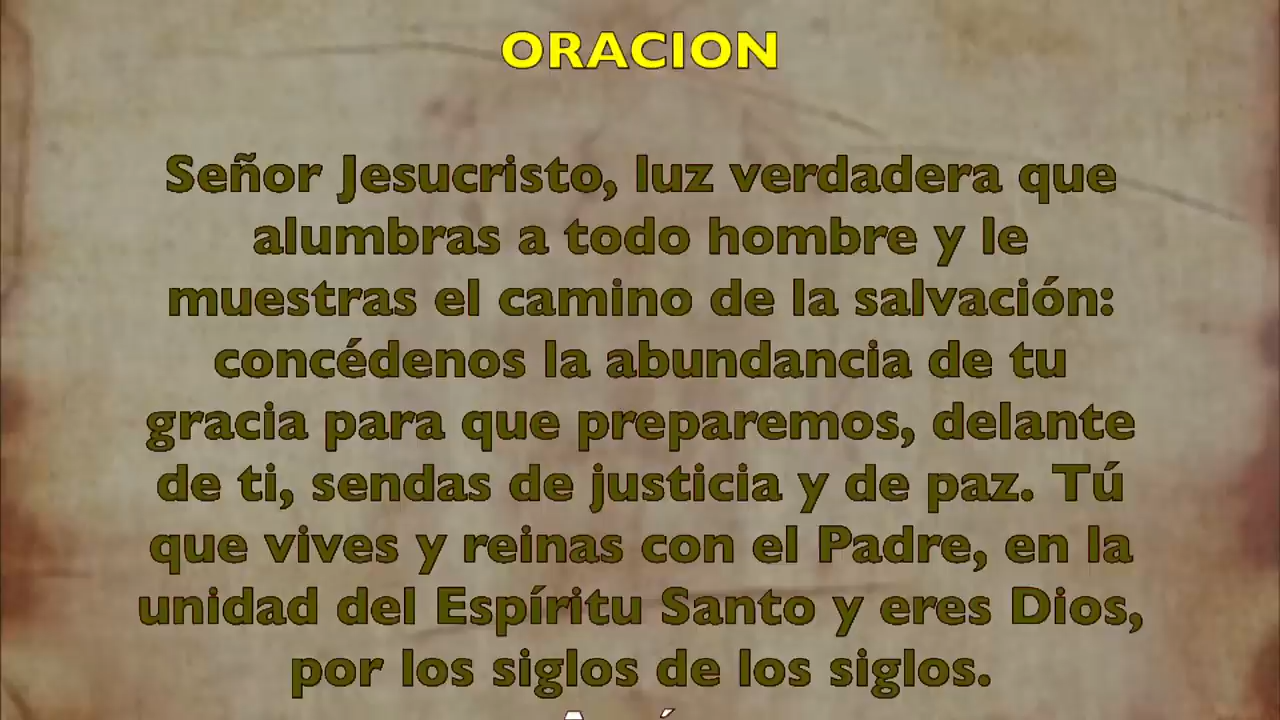 ORACION
Señor Jesucristo, luz verdadera que
alumbras a todo hombre y le
muestras el camino de la salvación:
concédenos la abundancia de tu
gracia para que preparemos, delante
de ti, sendas de justicia y de paz. Tú
que vives y reinas con el Padre, en la
unidad del Espíritu Santo y eres Dios,
por los siglos de los siglos.